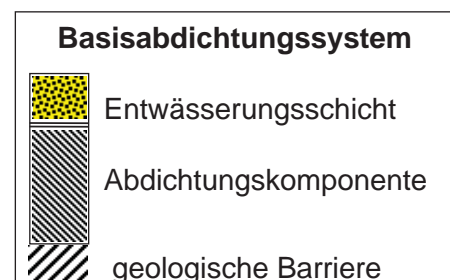 Basisabdichtungssystem
Entwässerungsschicht
Abdichtungskomponente
geologische Barriere